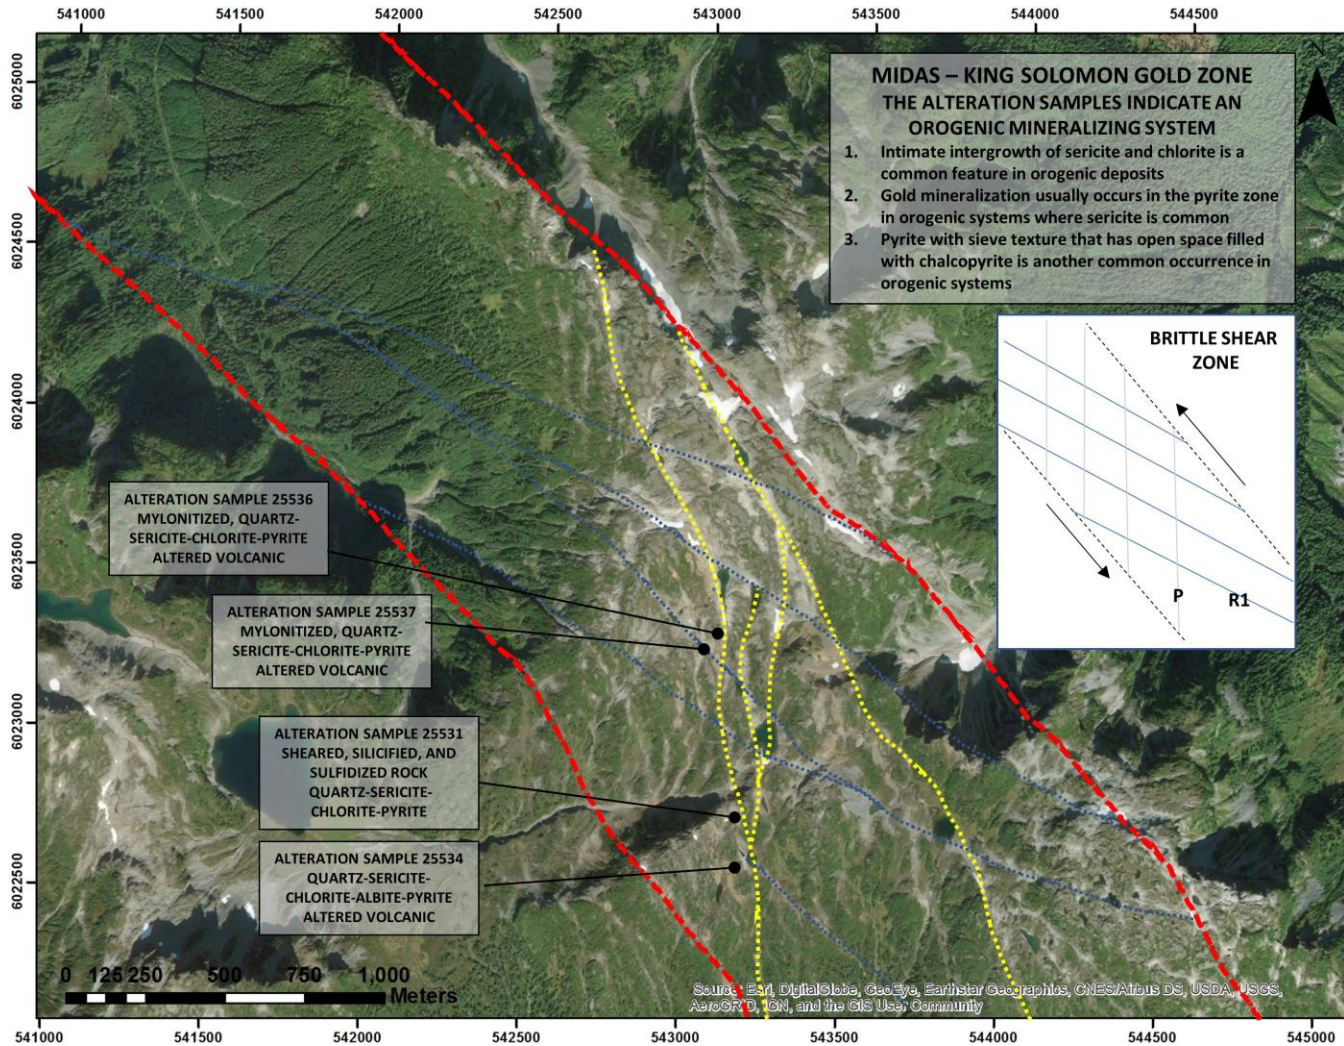 541000 541500 542000 542500 543000 543500 544000 544500
6025000
6024500
6024000
6023500
6023000
6022500
N
MIDAS – KING SOLOMON GOLD ZONE
THE ALTERATION SAMPLES INDICATE AN
OROGENIC MINERALIZING SYSTEM
1. Intimate intergrowth of sericite and chlorite is a
common feature in orogenic deposits
2. Gold mineralization usually occurs in the pyrite zone
in orogenic systems where sericite is common
3. Pyrite with sieve texture that has open space filled
with chalcopyrite is another common occurrence in
orogenic systems
BRITTLE SHEAR
ZONE
P
R1
ALTERATION SAMPLE 25536
MYLONITIZED, QUARTZ-
SERICITE-CHLORITE-PYRITE
ALTERED VOLCANIC
ALTERATION SAMPLE 25537
MYLONITIZED, QUARTZ-
SERICITE-CHLORITE-PYRITE
ALTERED VOLCANIC
ALTERATION SAMPLE 25531
SHEARED, SILICIFIED, AND
SULFIDIZED ROCK
QUARTZ-SERICITE-
CHLORITE-PYRITE
ALTERATION SAMPLE 25534
QUARTZ-SERICITE-
CHLORITE-ALBITE-PYRITE
ALTERED VOLCANIC
0 125 250 500 750 1,000
Meters
Source: Esri, DigitalGlobe, GeoEye, Earthstar Geographics, CNES/Airbus DS, USDA, USGS,
AeroGRID, IGN, and the GIS User Community
541000 541500 542000 542500 543000 543500 544000 544500 545000